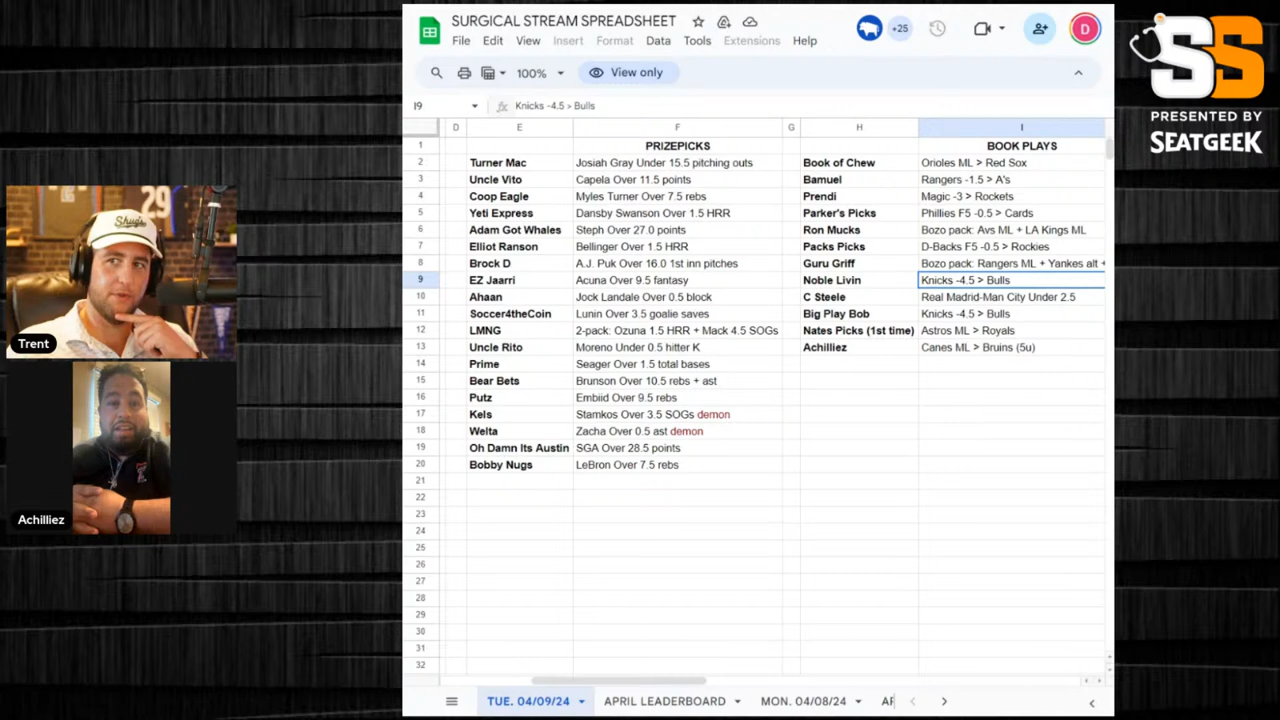 SURGICAL STREAM SPREADSHEET
+25
D
File Edit View Insert Format Data Tools Extensions Help
100% View only
I9 fx Knicks -4.5 > Bulls
D E F G H I
1 PRIZEPICKS BOOK PLAYS
2 Turner Mac Josiah Gray Under 15.5 pitching outs Book of Chew Orioles ML > Red Sox
3 Uncle Vito Capela Over 11.5 points Bamuel Rangers -1.5 > A's
4 Coop Eagle Myles Turner Over 7.5 rebs Prendi Magic -3 > Rockets
5 Yeti Express Dansby Swanson Over 1.5 HRR Parker's Picks Phillies F5 -0.5 > Cards
6 Adam Got Whales Steph Over 27.0 points Ron Mucks Bozo pack: Avs ML + LA Kings ML
7 Elliot Ranson Bellinger Over 1.5 HRR Packs Picks D-Backs F5 -0.5 > Rockies
8 Brock D A.J. Puk Over 16.0 1st inn pitches Guru Griff Bozo pack: Rangers ML + Yankes alt +
9 EZ Jaarri Acuna Over 9.5 fantasy Noble Livin Knicks -4.5 > Bulls
10 Ahaan Jock Landale Over 0.5 block C Steele Real Madrid-Man City Under 2.5
11 Soccer4theCoin Lunin Over 3.5 goalie saves Big Play Bob Knicks -4.5 > Bulls
12 LMNG 2-pack: Ozuna 1.5 HRR + Mack 4.5 SOGs Nates Picks (1st time) Astros ML > Royals
13 Uncle Rito Moreno Under 0.5 hitter K Achilliez Canes ML > Bruins (5u)
14 Prime Seager Over 1.5 total bases
15 Bear Bets Brunson Over 10.5 rebs + ast
16 Putz Embiid Over 9.5 rebs
17 Kels Stamkos Over 3.5 SOGs demon
18 Welta Zacha Over 0.5 ast demon
19 Oh Damn Its Austin SGA Over 28.5 points
20 Bobby Nugs LeBron Over 7.5 rebs
21
22
23
24
25
26
27
28
29
30
31
32
TUE. 04/09/24 APRIL LEADERBOARD MON. 04/08/24
29
Shug's
Trent
Achilliez
SS
PRESENTED BY
SEATGEEK